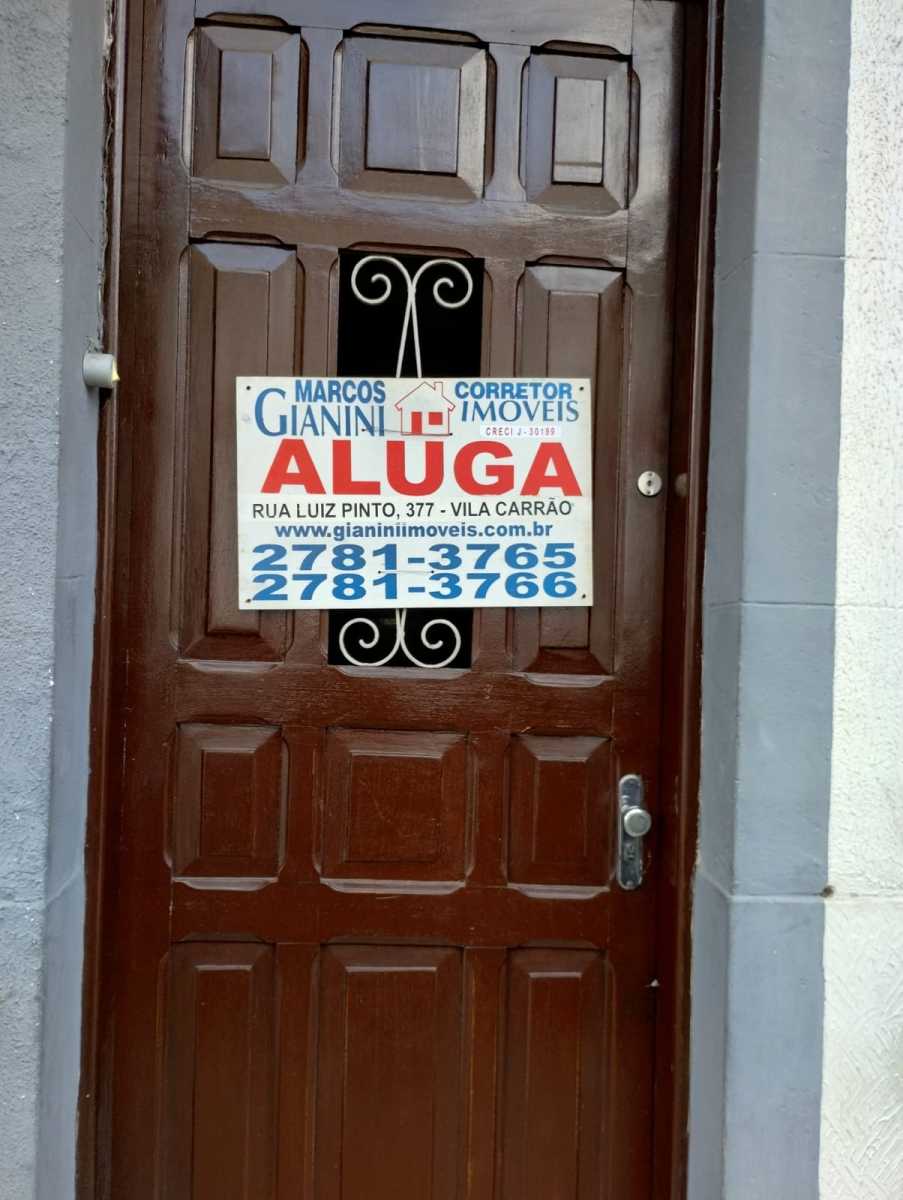 MARCOS CORRETOR
GIANINI IMÓVEIS
CRECI J - 30199
ALUGA
RUA LUIZ PINTO, 377 - VILA CARRÃO
www.gianiniimoveis.com.br
2781-3765
2781-3766